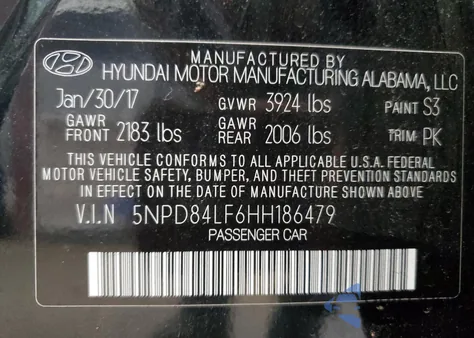 MANUFACTURED BY
HYUNDAI MOTOR MANUFACTURING ALABAMA, LLC
Jan/30/17 GVWR 3924 lbs PAINT S3
GAWR FRONT 2183 lbs GAWR REAR 2006 lbs TRIM PK
THIS VEHICLE CONFORMS TO ALL APPLICABLE U.S.A. FEDERAL
MOTOR VEHICLE SAFETY, BUMPER, AND THEFT PREVENTION STANDARDS
IN EFFECT ON THE DATE OF MANUFACTURE SHOWN ABOVE.
V.I.N 5NPD84LF6HH186479
PASSENGER CAR